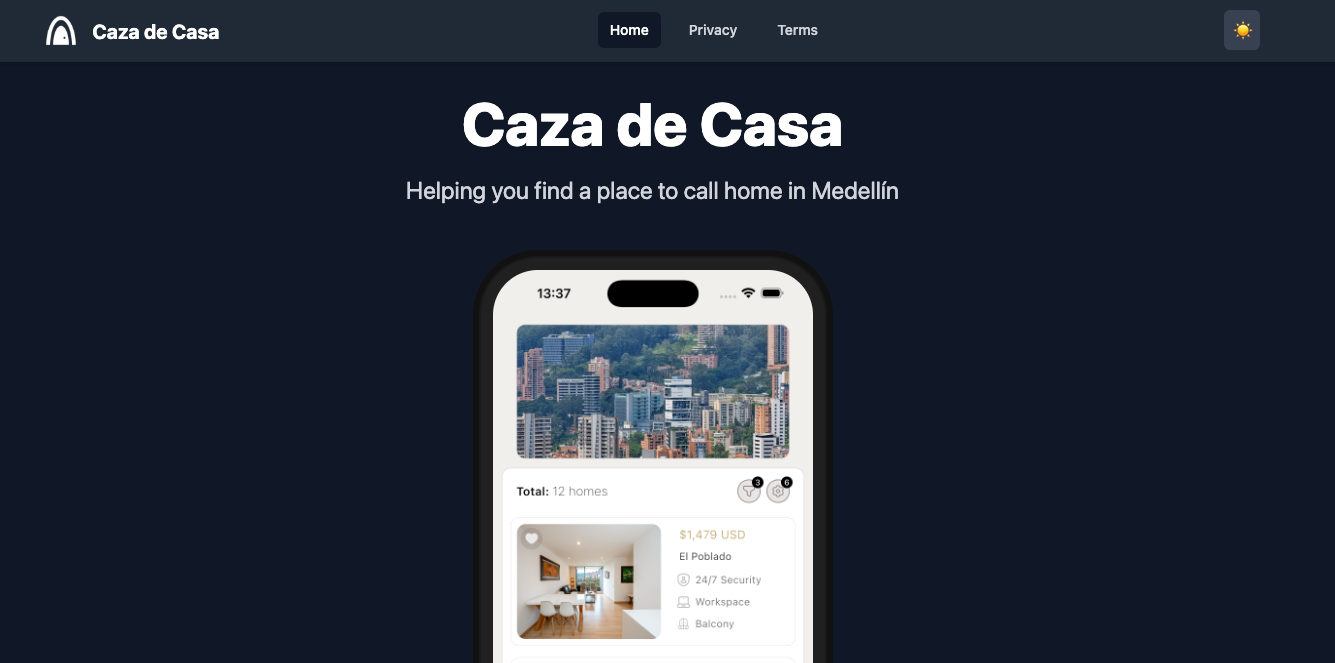 Caza de Casa
Home Privacy Terms
Caza de Casa
Helping you find a place to call home in Medellín
13:37
Total: 12 homes
3 6
$1,479 USD
El Poblado
24/7 Security
Workspace
Balcony